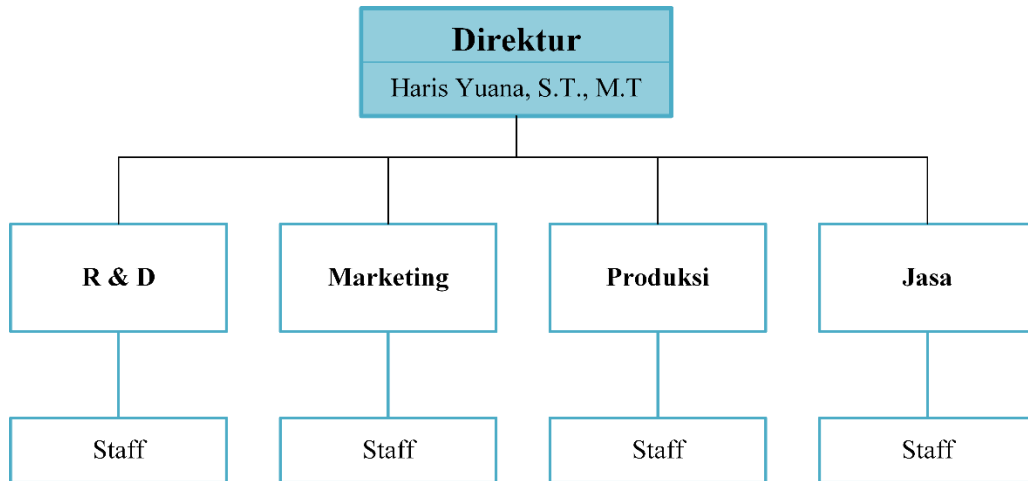 Direktur
Haris Yuana, S.T., M.T
R & D
Marketing
Produksi
Jasa
Staff
Staff
Staff
Staff